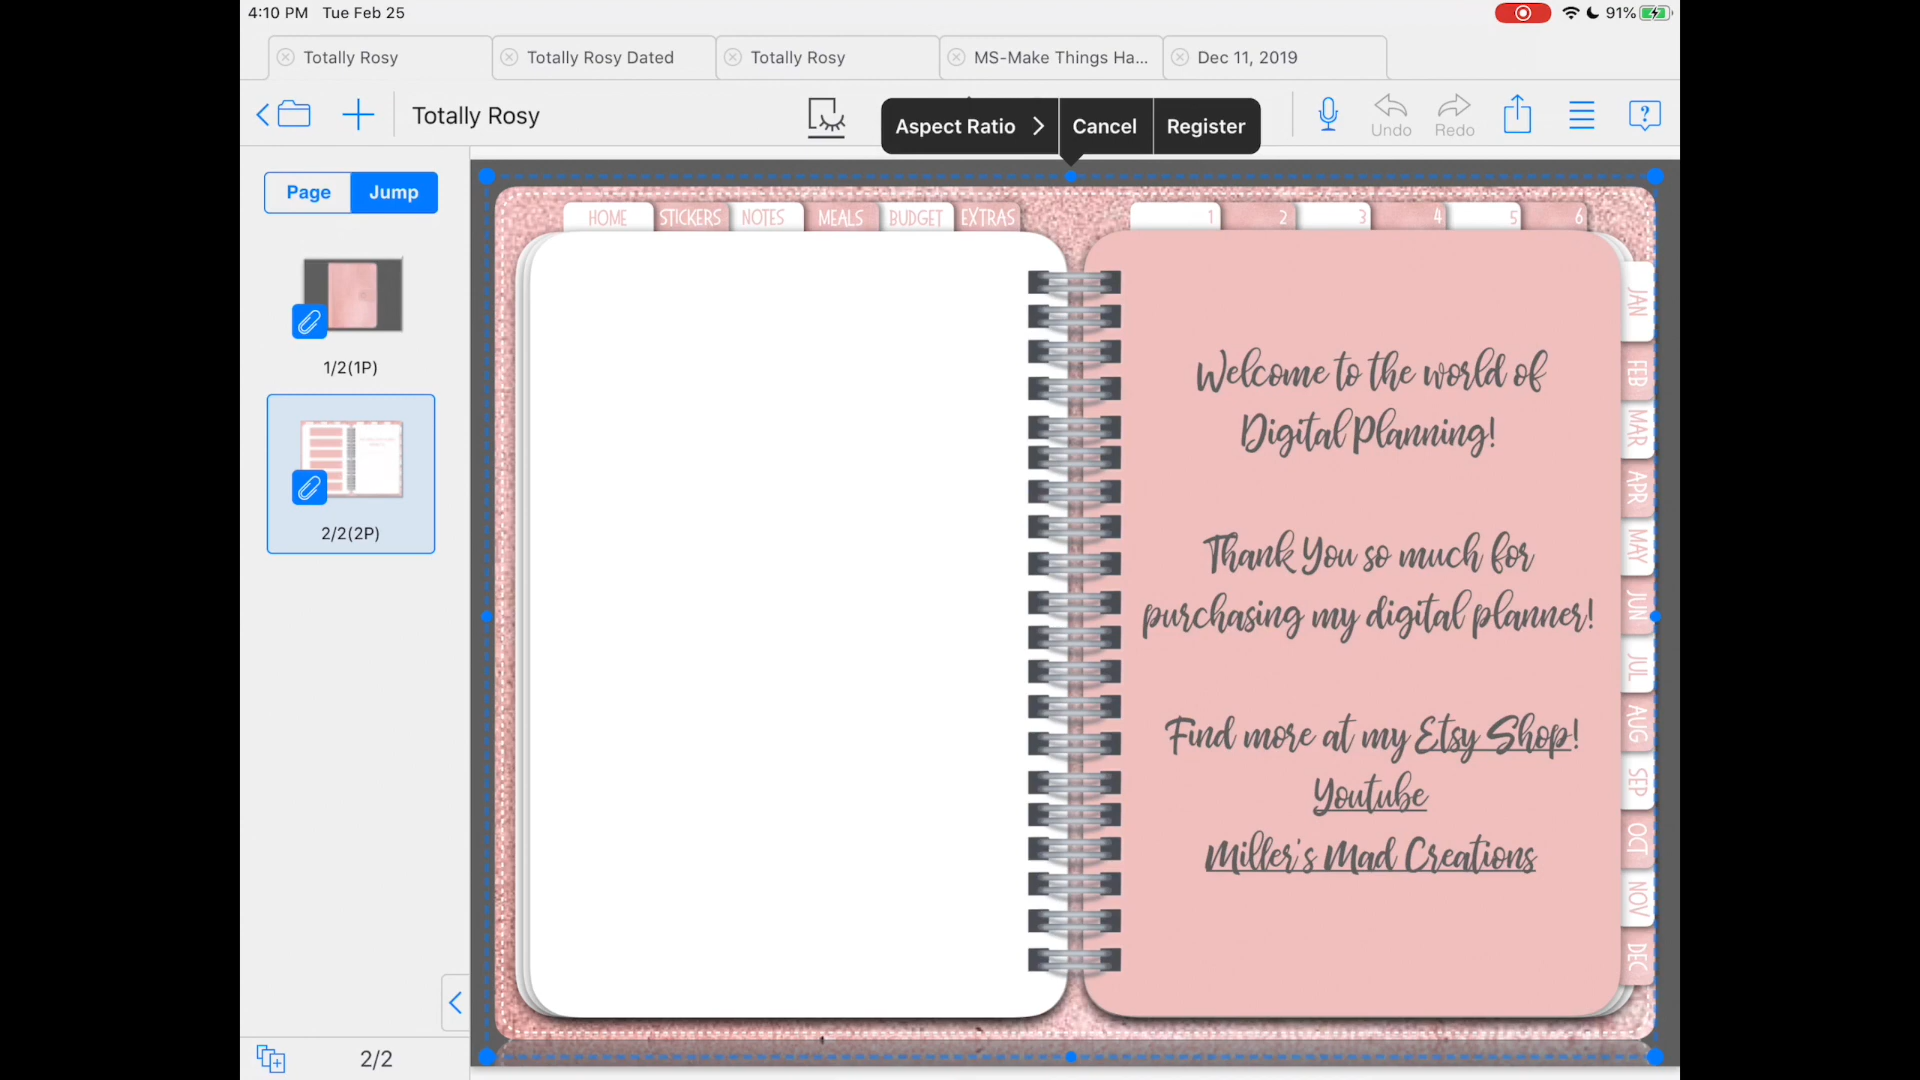 4:10 PM Tue Feb 25
91%
Totally Rosy
Totally Rosy Dated
Totally Rosy
MS-Make Things Ha...
Dec 11, 2019
Totally Rosy
Aspect Ratio
Cancel
Register
Undo
Redo
?
Page
Jump
1/2(1P)
2/2(2P)
2/2
HOME
STICKERS
NOTES
MEALS
BUDGET
EXTRAS
1
2
3
4
5
6
Welcome to the world of
Digital Planning!
Thank You so much for
purchasing my digital planner!
Find more at my Etsy Shop!
Youtube
Miller's Mad Creations
JAN
FEB
MAR
APR
MAY
JUN
JUL
AUG
SEP
OCT
NOV
DEC